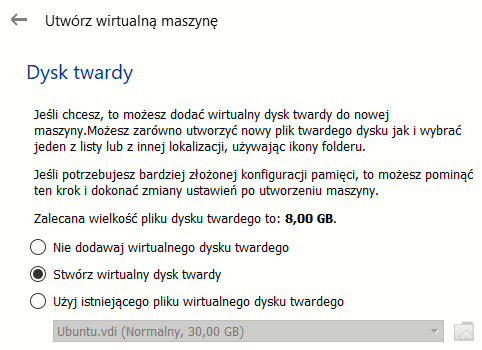 Utwórz wirtualną maszynę
Dysk twardy
Jeśli chcesz, to możesz dodać wirtualny dysk twardy do nowej
maszyny.Możesz zarówno utworzyć nowy plik twardego dysku jak i wybrać
jeden z listy lub z innej lokalizacji, używając ikony folderu.
Jeśli potrzebujesz bardziej złożonej konfiguracji pamięci, to możesz pominąć
ten krok i dokonać zmiany ustawień po utworzeniu maszyny.
Zalecana wielkość pliku dysku twardego to: 8,00 GB.
Nie dodawaj wirtualnego dysku twardego
Stwórz wirtualny dysk twardy
Użyj istniejącego pliku wirtualnego dysku twardego
Ubuntu.vdi (Normalny, 30,00 GB)